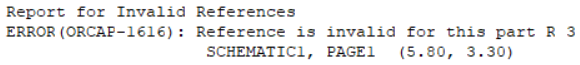 Report for Invalid References
ERROR(ORCAP-1616): Reference is invalid for this part R 3
SCHEMATIC1, PAGE1  (5.80, 3.30)